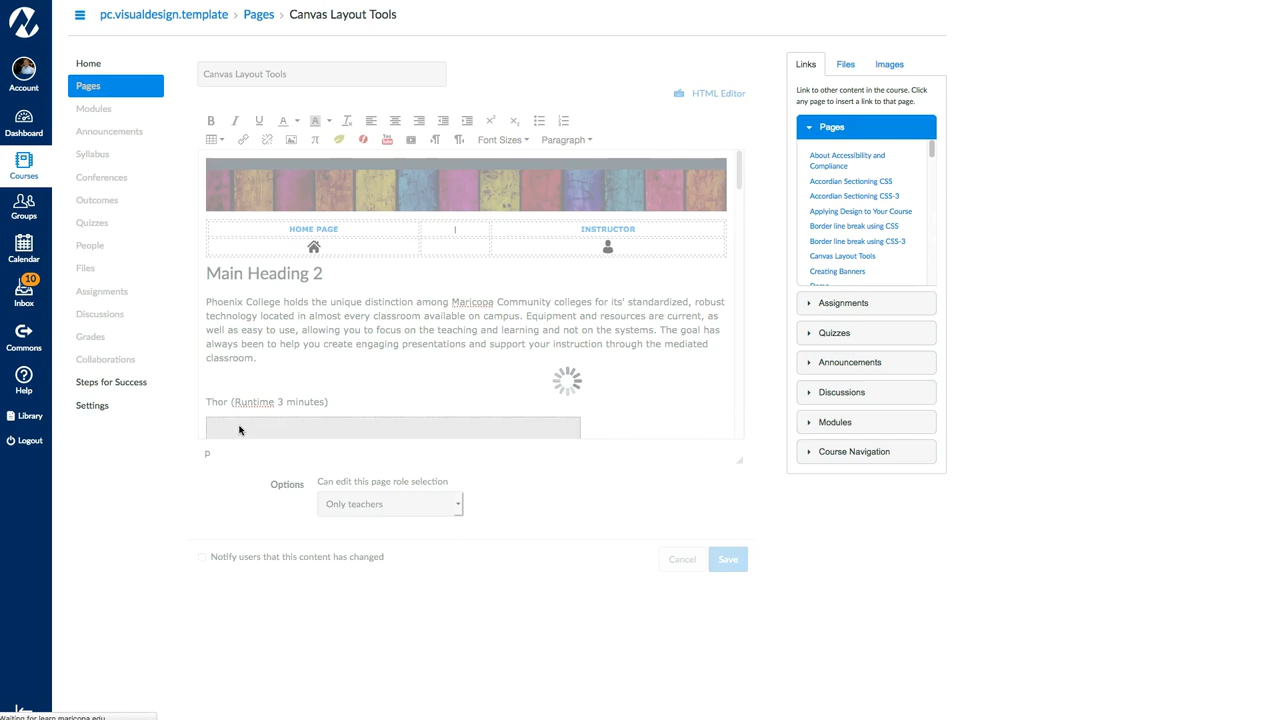 pc.visualdesign.template > Pages > Canvas Layout Tools
Account
Dashboard
Courses
Groups
Calendar
10
Inbox
Commons
Help
Library
Logout
Home
Pages
Modules
Announcements
Syllabus
Conferences
Outcomes
Quizzes
People
Files
Assignments
Discussions
Grades
Collaborations
Steps for Success
Settings
Canvas Layout Tools
HTML Editor
Font Sizes
Paragraph
HOME PAGE
INSTRUCTOR
Main Heading 2
Phoenix College holds the unique distinction among Maricopa Community colleges for its' standardized, robust
technology located in almost every classroom available on campus. Equipment and resources are current, as
well as easy to use, allowing you to focus on the teaching and learning and not on the systems. The goal has
always been to help you create engaging presentations and support your instruction through the mediated
classroom.
Thor (Runtime 3 minutes)
p
Options
Can edit this page role selection
Only teachers
Notify users that this content has changed
Cancel
Save
Links
Files
Images
Link to other content in the course. Click
any page to insert a link to that page.
Pages
About Accessibility and
Compliance
Accordian Sectioning CSS
Accordian Sectioning CSS-3
Applying Design to Your Course
Border line break using CSS
Border line break using CSS-3
Canvas Layout Tools
Creating Banners
Assignments
Quizzes
Announcements
Discussions
Modules
Course Navigation
Waiting for learn.maricopa.edu